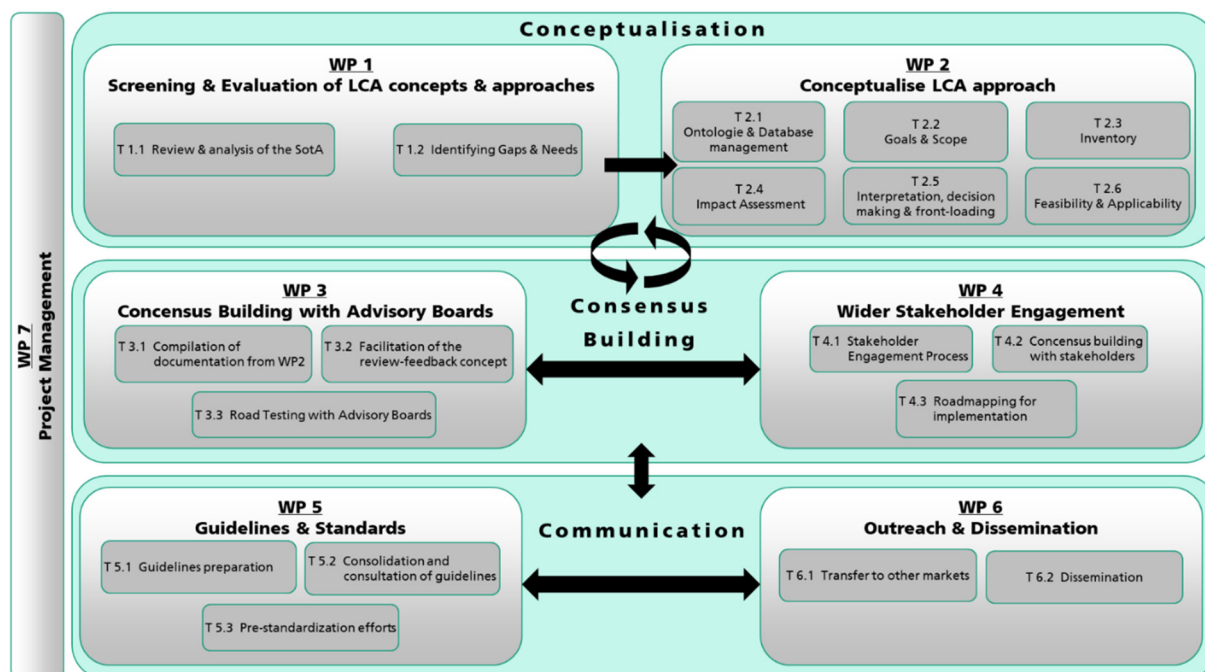 WP 7
Project Management
Conceptualisation
WP 1
Screening & Evaluation of LCA concepts & approaches
T 1.1 Review & analysis of the SotA
T 1.2 Identifying Gaps & Needs
WP 2
Conceptualise LCA approach
T 2.1
Ontologie & Database
management
T 2.2
Goals & Scope
T 2.3
Inventory
T 2.4
Impact Assessment
T 2.5
Interpretation, decision
making & front-loading
T 2.6
Feasibility & Applicability
Consensus
Building
WP 3
Concensus Building with Advisory Boards
T 3.1 Compilation of
documentation from WP2
T 3.2 Facilitation of the
review-feedback concept
T 3.3 Road Testing with Advisory Boards
WP 4
Wider Stakeholder Engagement
T 4.1 Stakeholder
Engagement Process
T 4.2 Concensus building
with stakeholders
T 4.3 Roadmapping for
implementation
Communication
WP 5
Guidelines & Standards
T 5.1 Guidelines preparation
T 5.2 Consolidation and
consultation of guidelines
T 5.3 Pre-standardization efforts
WP 6
Outreach & Dissemination
T 6.1 Transfer to other markets
T 6.2 Dissemination